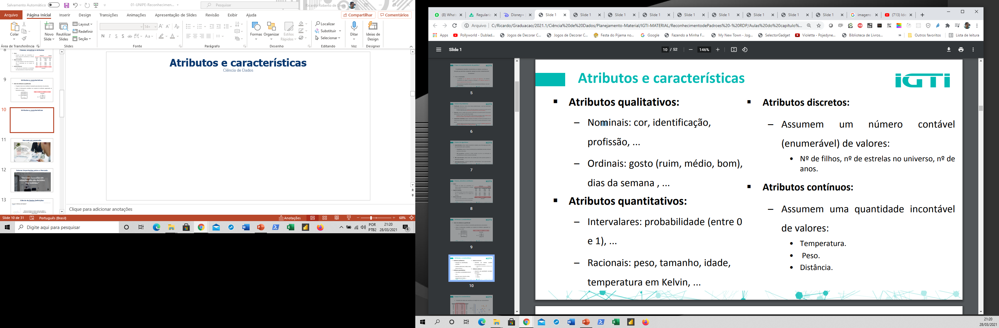 Salvamento Automático
01-UNIPE-Reconhecimen...
Pesquisar
Ricardo Roberto de Lima
Arquivo
Página Inicial
Inserir
Design
Transições
Animações
Apresentação de Slides
Revisão
Exibir
Ajuda
Compartilhar
Comentários
Colar
Novo
Slide
Reutilizar
Slides
Layout
Redefinir
Seção
14+
N I S S ab AV Aa A
Formas
Organizar
Estilos
Rápidos
Localizar
Substituir
Selecionar
Ditar
Ideias de
Design
Área de Transferência
Slides
Fonte
Parágrafo
Desenho
Editando
Voz
Designer
8
Classes, amostras e atributos
9
Atributos e características
10
Atributos e características
11
Mercado em expansão
12
Fatores Importantes sobre o Mercado
"Decisões baseadas em
emoções não são decisões.
São instintos."
13
Ciência de Dados Definições
Atributos e características
Ciência de Dados
Clique para adicionar anotações
Slide 10 de 31
Português (Brasil)
Anotações
68%
Digite aqui para pesquisar
POR
PTB2
21:20
28/03/2021
4
(8) What
Regulariz
Disney+
Slide 1
Slide 1
Slide 1
Slide 1
Slide 1
Slide 1
Slide 1
Slide 1
Slide 1
imagens
(713) Ide
Arquivo | C:/Ricardo/Graduacao/2021.1/Ciência%20de%20Dados/Planejamento-Material/IGTI-MATERIAL/ReconhecimentodePadroes%20-%20RDP/Aulas%20do%20capítulo%...
Apps
Pollyworld - Dublad...
Jogos de Decorar C...
Jogos de Decorar C...
Festa do Pijama no...
Google
Fazendo a Minha F...
My New Town - Jog...
SelectorGadget
Violetta - Pojedyne...
Biblioteca de Livros...
»
Outros favoritos
Lista de leitura
Slide 1
10 / 52
146%
5
6
7
8
9
10
Atributos e características
iGTi
Atributos qualitativos:
– Nominais: cor, identificação,
profissão, ...
– Ordinais: gosto (ruim, médio, bom),
dias da semana , ...
Atributos quantitativos:
– Intervalares: probabilidade (entre 0
e 1), ...
– Racionais: peso, tamanho, idade,
temperatura em Kelvin, ...
Atributos discretos:
– Assumem um número contável
(enumerável) de valores:
• Nº de filhos, nº de estrelas no universo, nº de
anos.
Atributos contínuos:
– Assumem uma quantidade incontável
de valores:
• Temperatura.
• Peso.
• Distância.
21:20
28/03/2021